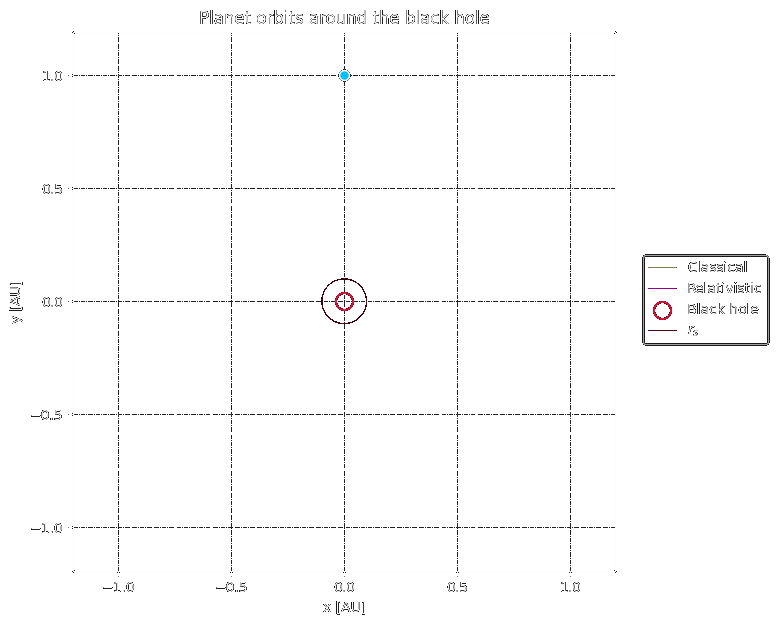 Planet orbits around the black hole
1.0
0.5
0.0
−0.5
−1.0
y [AU]
−1.0 −0.5 0.0 0.5 1.0
x [AU]
Classical
Relativistic
Black hole
rₛ